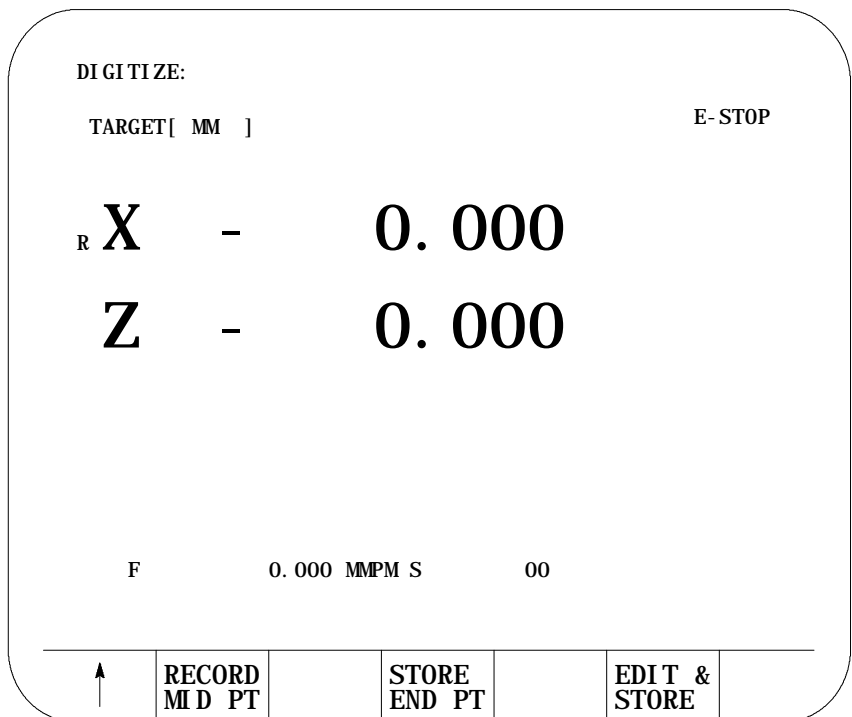 DIGITIZE:
E-STOP
TARGET[ MM ]
R X - 0.000
Z - 0.000
F 0.000 MMPM S 00
RECORD STORE EDIT &
MID PT END PT STORE